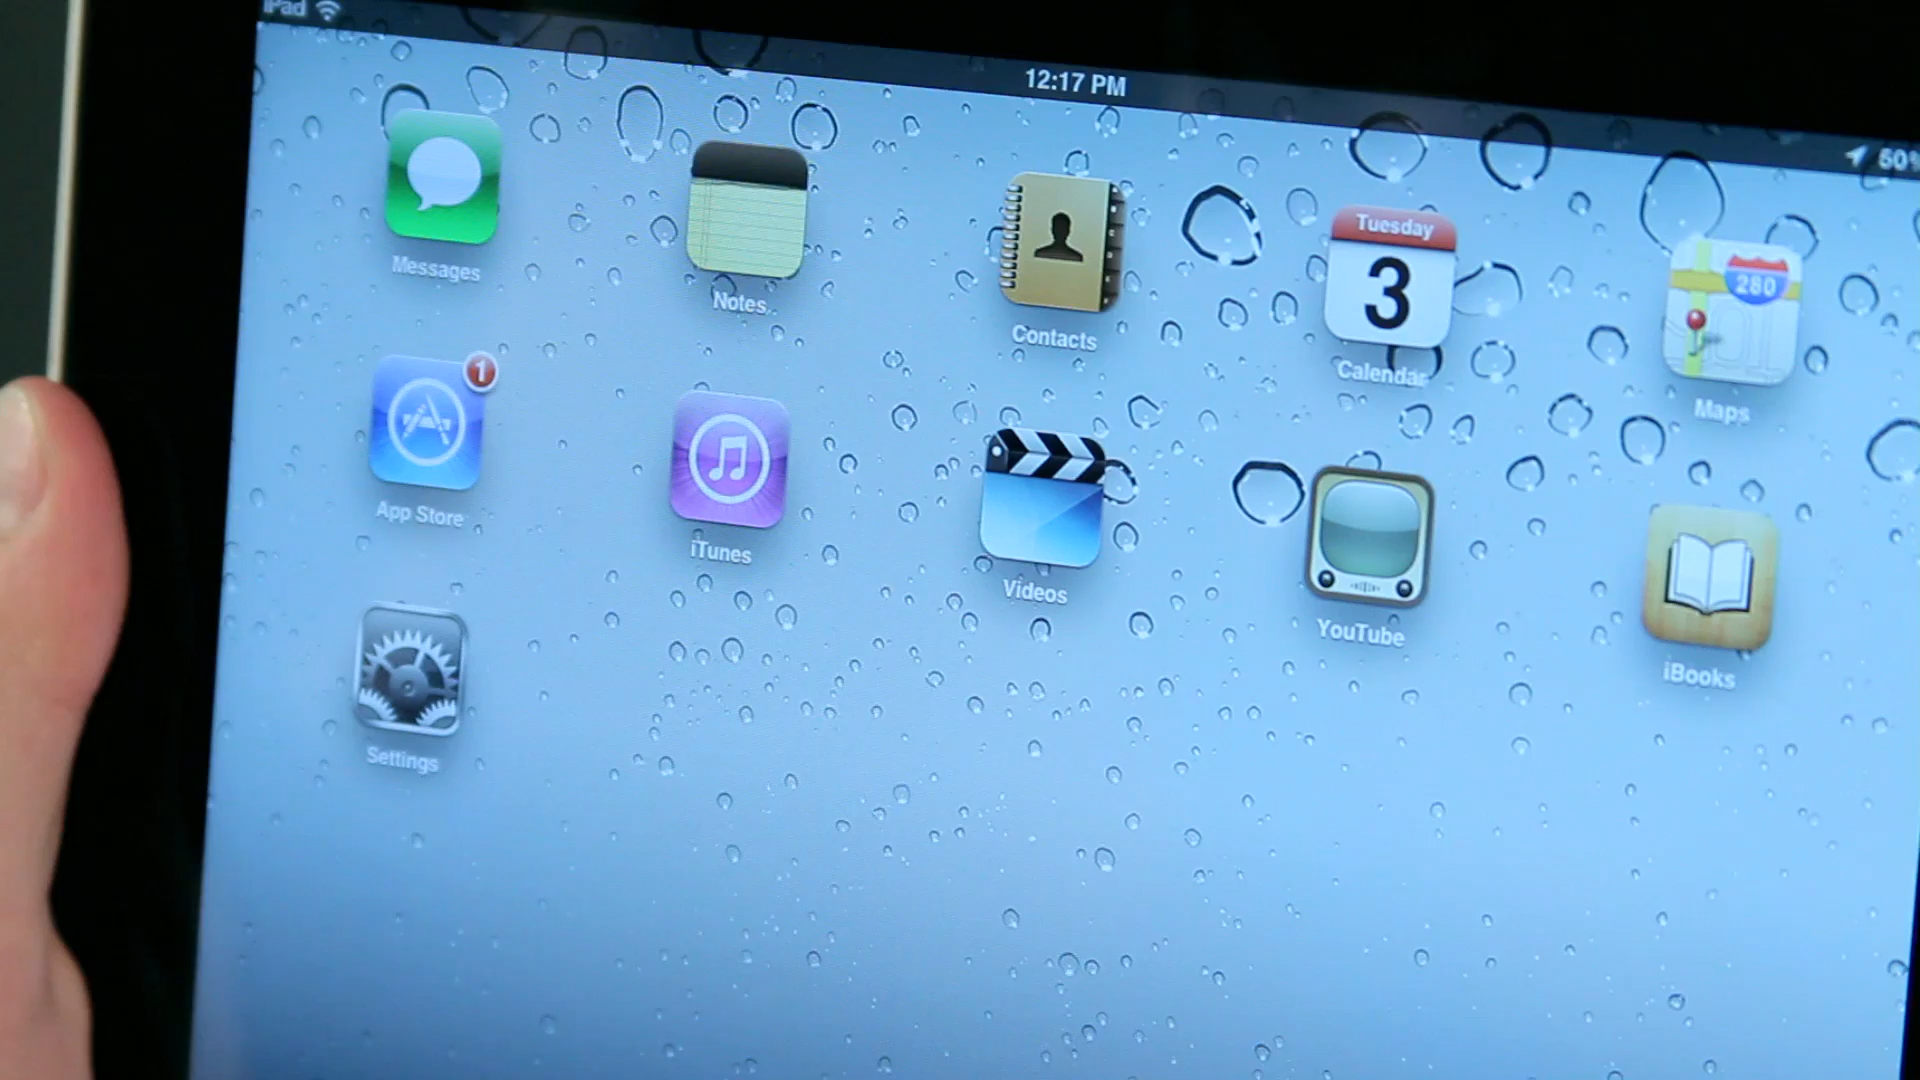 iPad
12:17 PM
50%
Messages
Notes
Contacts
Tuesday
3
Calendar
280
Maps
1
App Store
iTunes
Videos
YouTube
iBooks
Settings